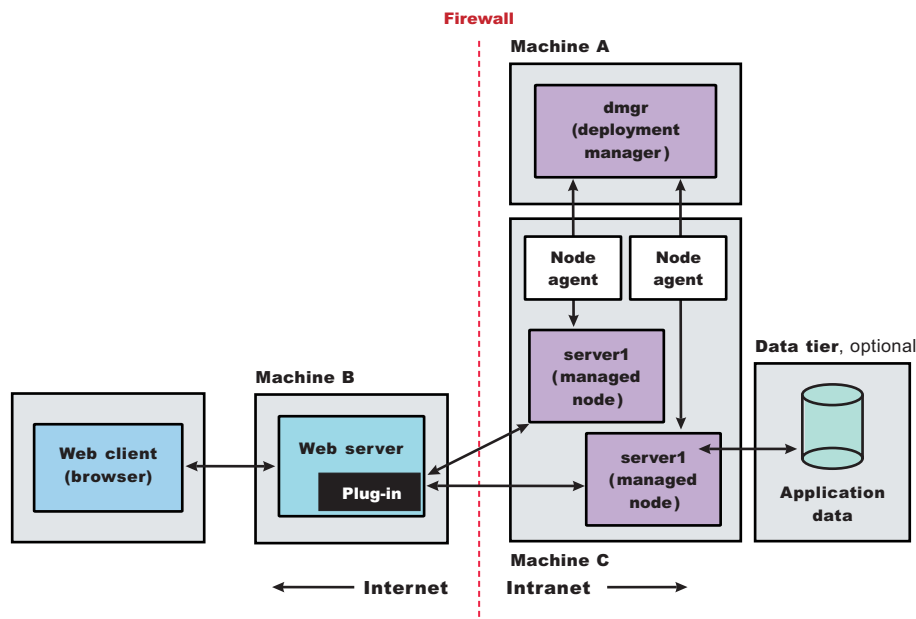 Firewall
Machine A
dmgr
(deployment
manager)
Node
agent
Node
agent
server1
(managed
node)
Data tier, optional
Machine B
Web client
(browser)
Web server
Plug-in
server1
(managed
node)
Application
data
Machine C
Internet
Intranet